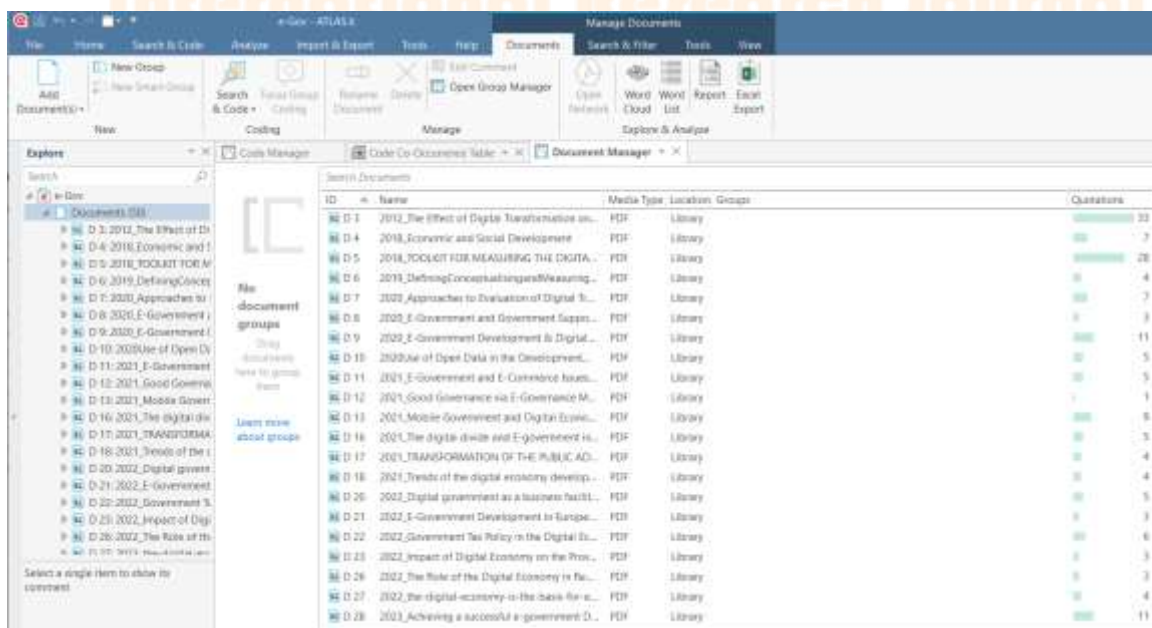 e-Gov - ATLAS.ti
Manage Documents
File Home Search & Code Analyze Import & Export Tools Help Documents Search & Filter Tools View
Add Document(s)
New Group
New Smart Group
New
Search & Code
Focus Group Coding
Coding
Rename Document
Delete
Edit Comment
Open Group Manager
Manage
Open Network
Word Cloud
Word List
Report
Excel Export
Explore & Analyze
Explore
Code Manager
Code Co-Occurrence Table
Document Manager
Search
Search Documents
e-Gov
Documents (50)
D 3: 2012_The Effect of Di
D 4: 2018_Economic and S
D 5: 2018_TOOLKIT FOR M
D 6: 2019_DefiningConcep
D 7: 2020_Approaches to
D 8: 2020_E-Government a
D 9: 2020_E-Government D
D 10: 2020Use of Open Da
D 11: 2021_E-Government
D 12: 2021_Good Governa
D 13: 2021_Mobile Govern
D 16: 2021_The digital div
D 17: 2021_TRANSFORMA
D 18: 2021_Trends of the d
D 20: 2022_Digital govern
D 21: 2022_E-Government
D 22: 2022_Government Ta
D 23: 2022_Impact of Digi
D 26: 2022_The Role of the
Select a single item to show its comment
No document groups
Drag documents here to group them
Learn more about groups
ID Name Media Type Location Groups Quotations
D 3 2012_The Effect of Digital Transformation on... PDF Library 33
D 4 2018_Economic and Social Development PDF Library 7
D 5 2018_TOOLKIT FOR MEASURING THE DIGITA... PDF Library 28
D 6 2019_DefiningConceptualisingandMeasuring... PDF Library 4
D 7 2020_Approaches to Evaluation of Digital Tr... PDF Library 7
D 8 2020_E-Government and Government Suppo... PDF Library 3
D 9 2020_E-Government Development & Digital... PDF Library 11
D 10 2020Use of Open Data in the Development... PDF Library 5
D 11 2021_E-Government and E-Commerce Issues... PDF Library 5
D 12 2021_Good Governance via E-Governance M... PDF Library 1
D 13 2021_Mobile Government and Digital Econo... PDF Library 8
D 16 2021_The digital divide and E-government in... PDF Library 5
D 17 2021_TRANSFORMATION OF THE PUBLIC AD... PDF Library 4
D 18 2021_Trends of the digital economy develop... PDF Library 4
D 20 2022_Digital government as a business facilit... PDF Library 5
D 21 2022_E-Government Development in Europe... PDF Library 3
D 22 2022_Government Tax Policy in the Digital Ec... PDF Library 6
D 23 2022_Impact of Digital Economy on the Prov... PDF Library 3
D 26 2022_The Role of the Digital Economy in Re... PDF Library 3
D 27 2022_the-digital-economy-is-the-basis-for-e... PDF Library 4
D 28 2023_Achieving a successful e-government D... PDF Library 11